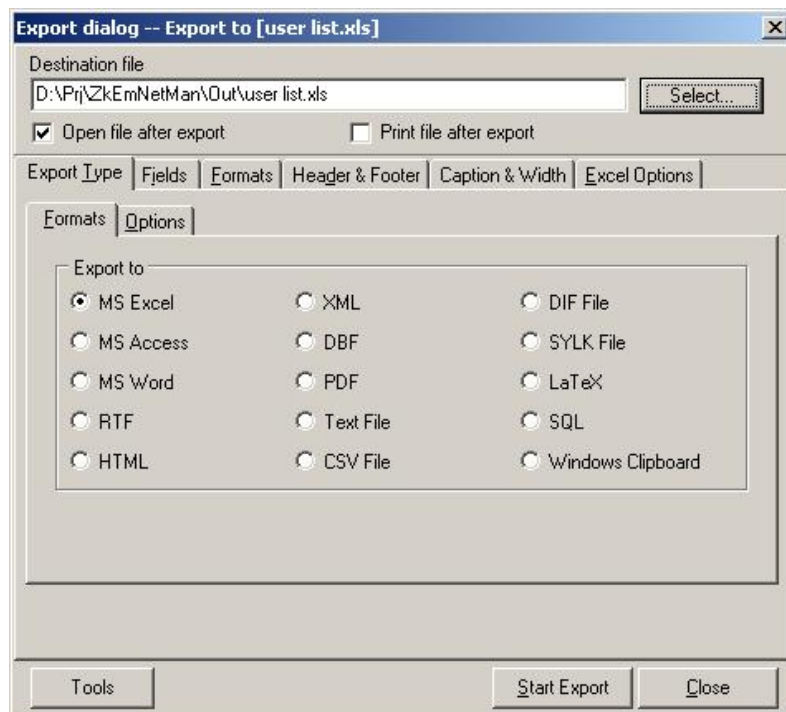 Export dialog -- Export to [user list.xls]
Destination file
D:\Prj\ZkEmNetMan\Out\user list.xls
Select...
Open file after export
Print file after export
Export Type
Fields
Formats
Header & Footer
Caption & Width
Excel Options
Formats
Options
Export to
MS Excel
XML
DIF File
MS Access
DBF
SYLK File
MS Word
PDF
LaTeX
RTF
Text File
SQL
HTML
CSV File
Windows Clipboard
Tools
Start Export
Close